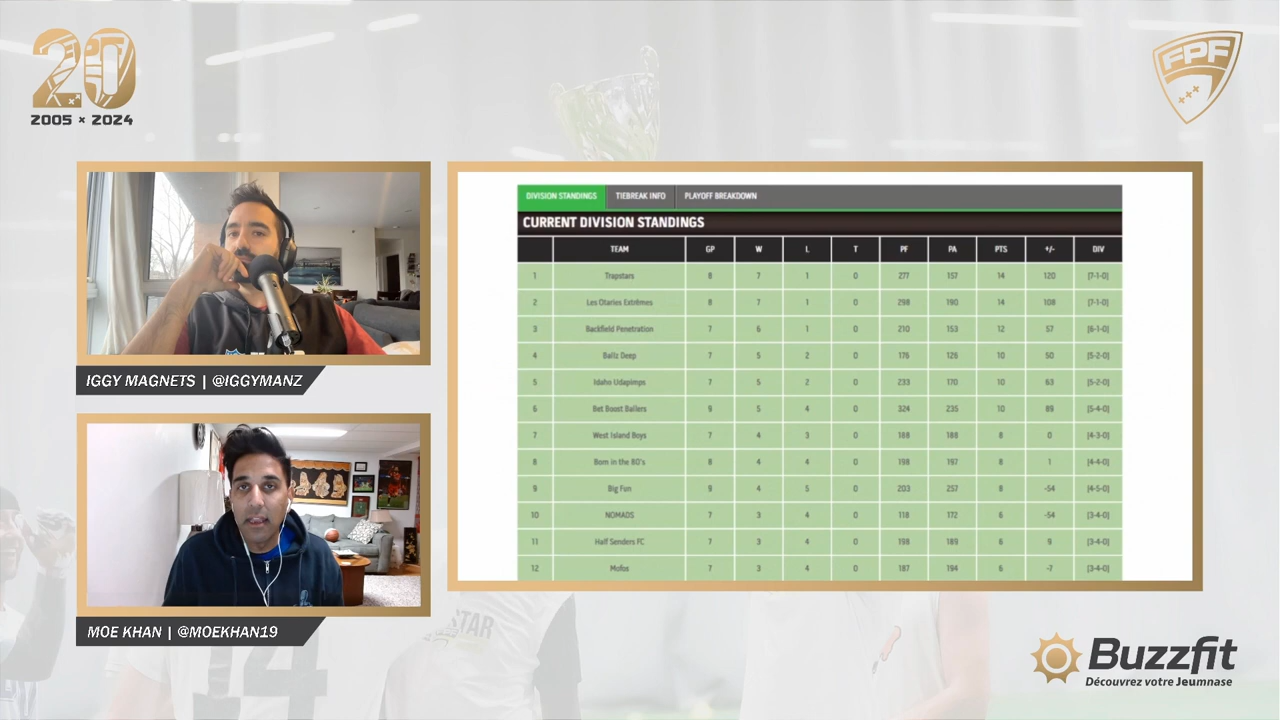 20
2005 × 2024
FPF
IGGY MAGNETS | @IGGYMANZ
MOE KHAN | @MOEKHAN19
DIVISION STANDINGS TIEBREAK INFO PLAYOFF BREAKDOWN
CURRENT DIVISION STANDINGS
TEAM GP W L T PF PA PTS +/- DIV
1 Trapstars 8 7 1 0 277 157 14 120 (7-1-0)
2 Les Otaries Extrêmes 8 7 1 0 298 190 14 108 (7-1-0)
3 Backfield Penetration 7 6 1 0 210 153 12 57 (6-1-0)
4 Ballz Deep 7 5 2 0 176 126 10 50 (5-2-0)
5 Idaho Udapimps 7 5 2 0 233 170 10 63 (5-2-0)
6 Bet Boost Ballers 9 5 4 0 324 235 10 89 (5-4-0)
7 West Island Boys 7 4 3 0 188 188 8 0 (4-3-0)
8 Born in the 80's 8 4 4 0 198 197 8 1 (4-4-0)
9 Big Fan 9 4 5 0 203 257 8 -54 (4-5-0)
10 NOMADS 7 3 4 0 118 172 6 -54 (3-4-0)
11 Half Senders FC 7 3 4 0 198 189 6 9 (3-4-0)
12 Mofos 7 3 4 0 187 194 6 -7 (3-4-0)
STAR
14
Buzzfit
Découvrez votre Jeumnase